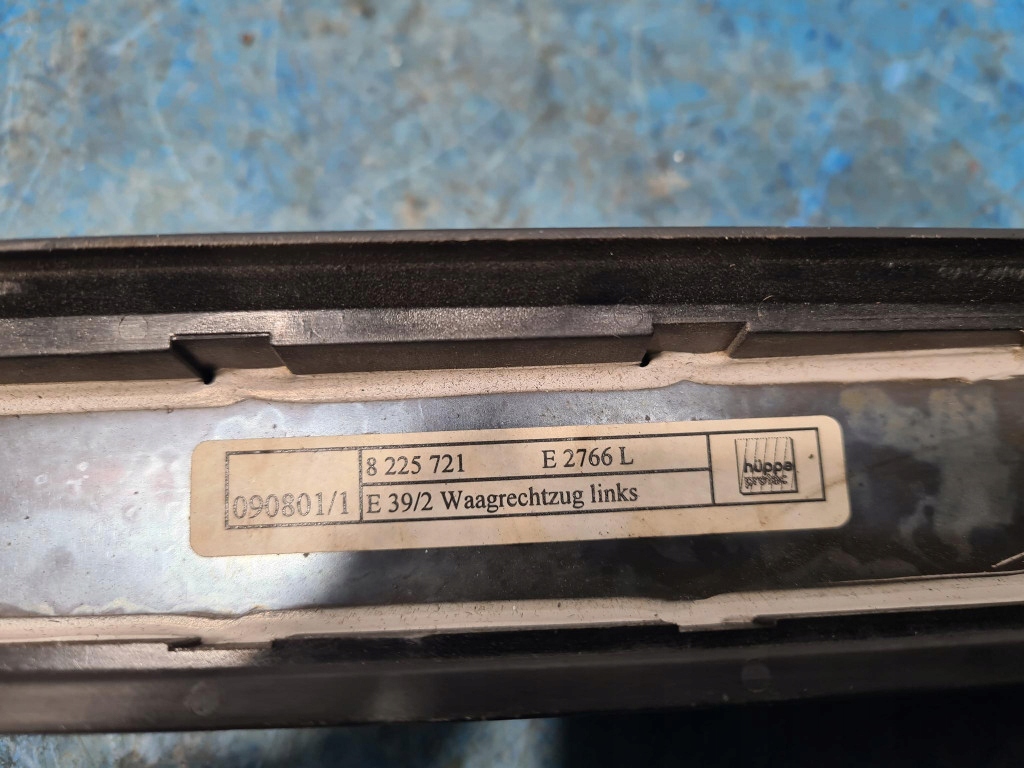 8 225 721 E 2766 L
090801/1 E 39/2 Waagrechtzug links
hüppe